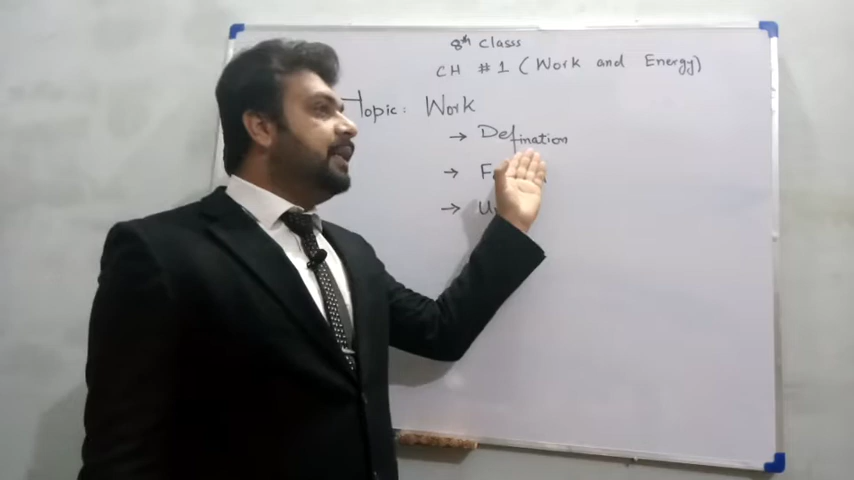 8th Class
CH #1 (Work and Energy)
Topic: Work
→ Defination
→
→